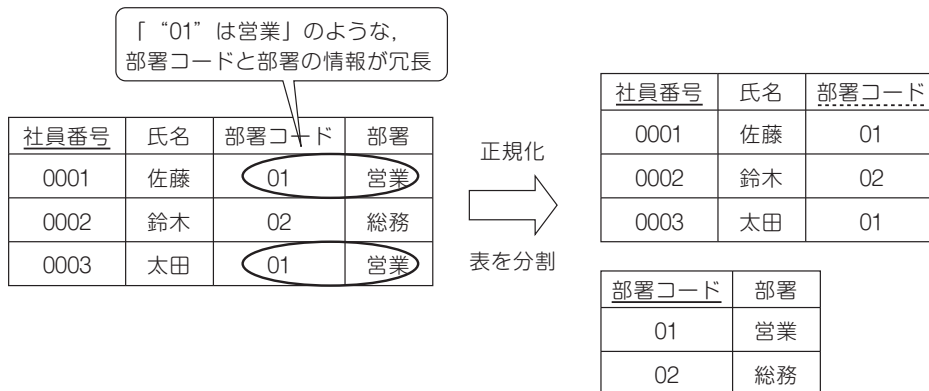 「 “01” は営業」のような,
部署コードと部署の情報が冗長
社員番号 氏名 部署コード 部署
0001 佐藤 01 営業
0002 鈴木 02 総務
0003 太田 01 営業
正規化
表を分割
社員番号 氏名 部署コード
0001 佐藤 01
0002 鈴木 02
0003 太田 01
部署コード 部署
01 営業
02 総務